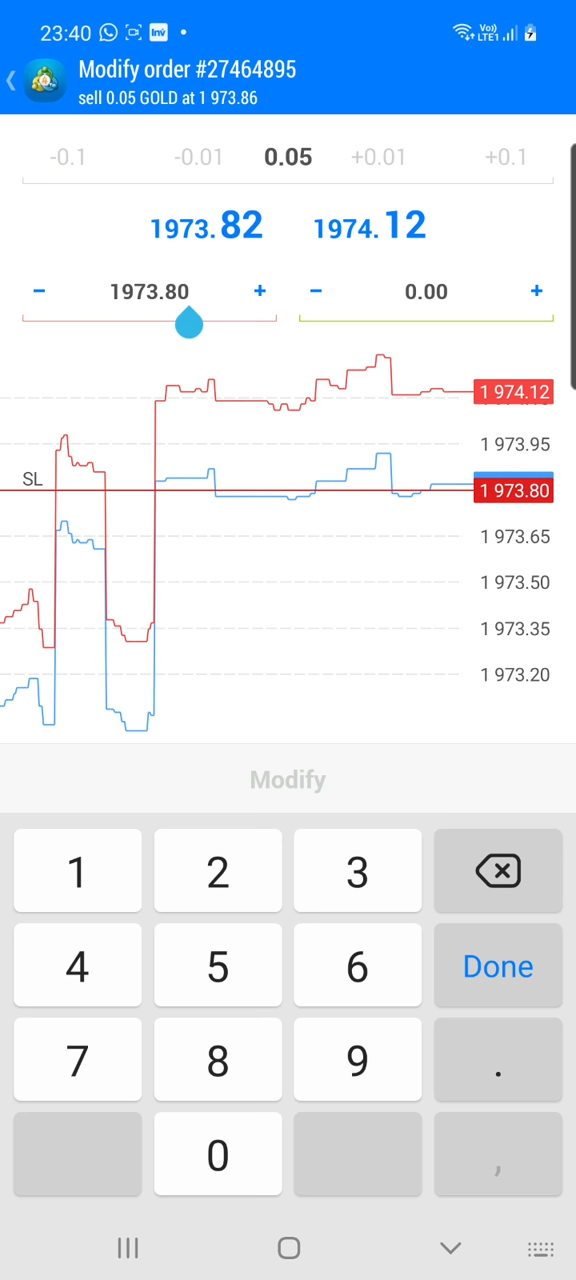 23:40 inv Vo)) LTE1
Modify order #27464895
sell 0.05 GOLD at 1 973.86
-0.1 -0.01 0.05 +0.01 +0.1
1973.82 1974.12
− 1973.80 + − 0.00 +
1 974.12
1 973.95
SL
1 973.80
1 973.65
1 973.50
1 973.35
1 973.20
Modify
1 2 3
4 5 6 Done
7 8 9 .
0 ,